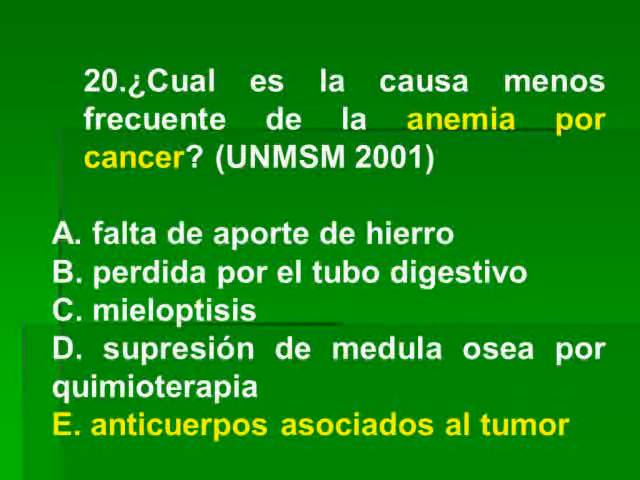 20.¿Cual es la causa menos
frecuente de la anemia por
cancer? (UNMSM 2001)
A. falta de aporte de hierro
B. perdida por el tubo digestivo
C. mieloptisis
D. supresión de medula osea por
quimioterapia
E. anticuerpos asociados al tumor